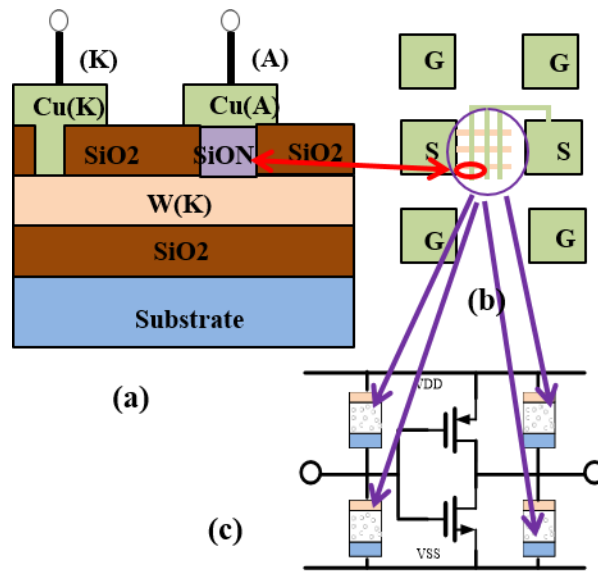 (K)
(A)
Cu(K)
Cu(A)
SiO2
SiON
SiO2
W(K)
SiO2
Substrate
(a)
G
G
S
S
G
G
(b)
VDD
VSS
(c)